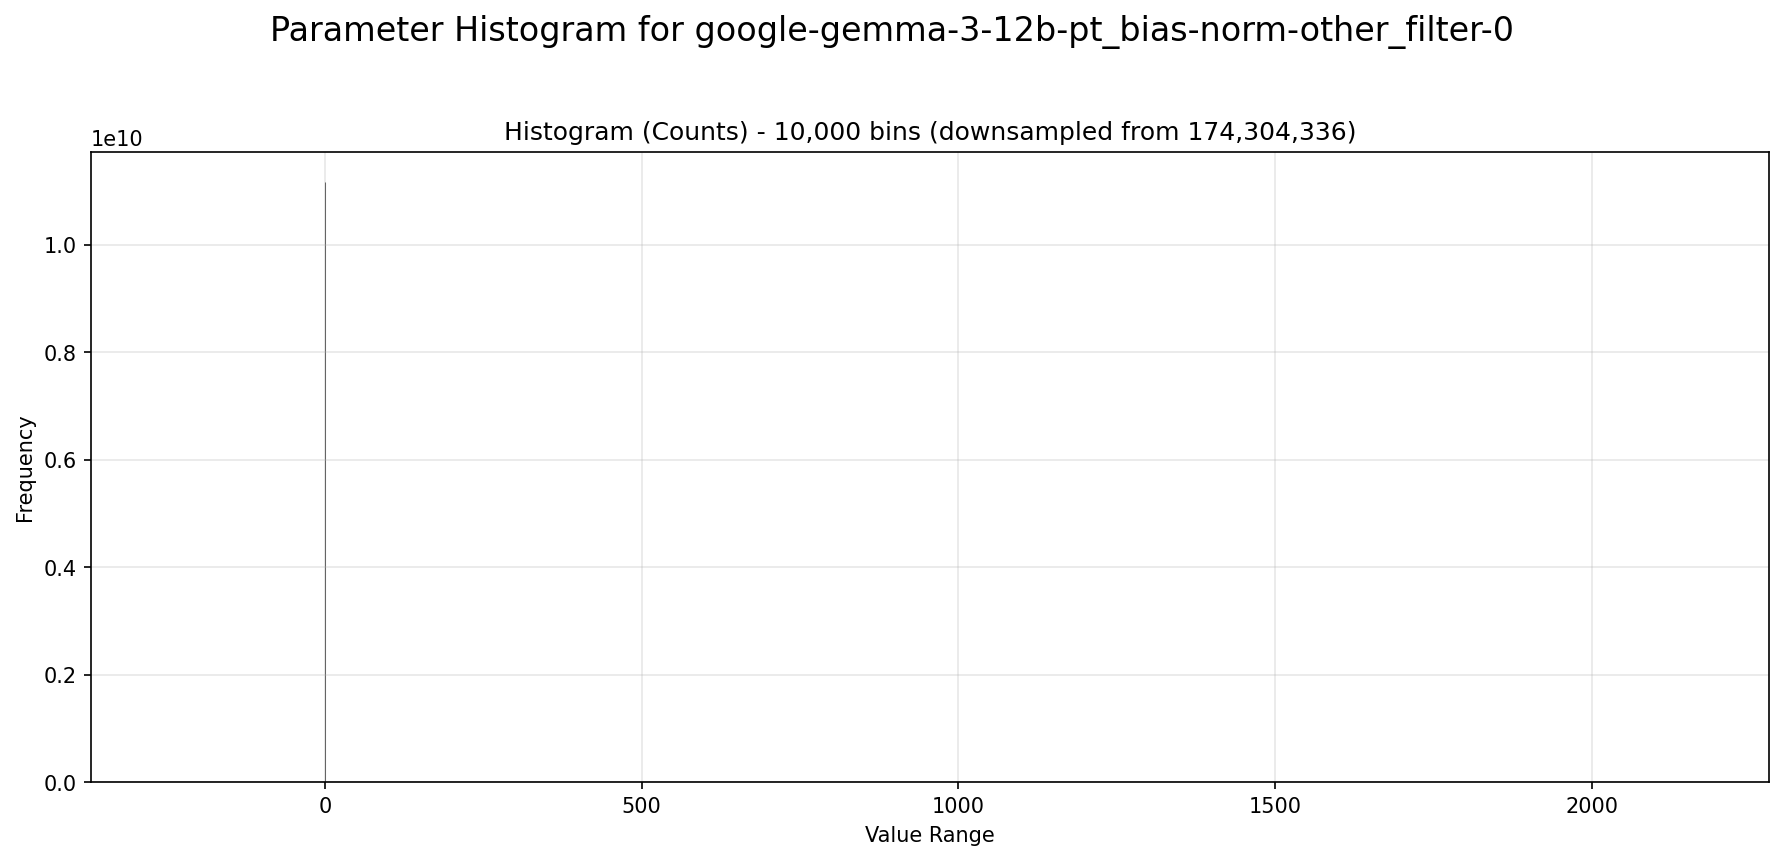 Parameter Histogram for google-gemma-3-12b-pt_bias-norm-other_filter-0
Histogram (Counts) - 10,000 bins (downsampled from 174,304,336)
1e10
1.0
0.8
0.6
0.4
0.2
0.0
Frequency
0 500 1000 1500 2000
Value Range